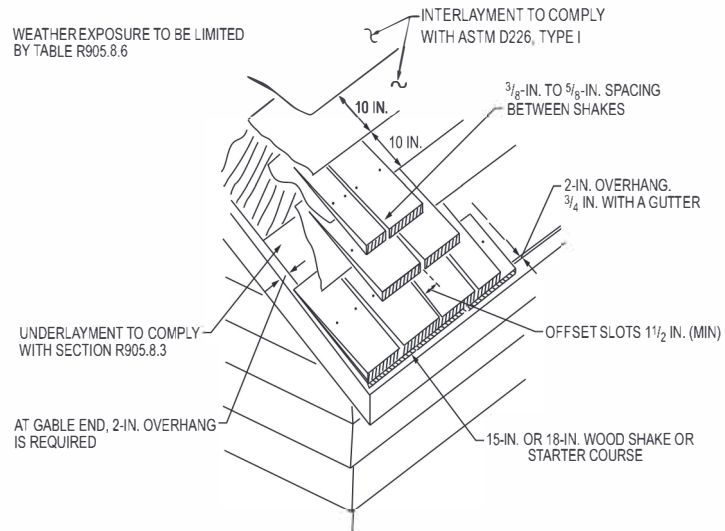 WEATHER EXPOSURE TO BE LIMITED
BY TABLE R905.8.6
INTERLAYMENT TO COMPLY
WITH ASTM D226, TYPE I
3/8-IN. TO 5/8-IN. SPACING
BETWEEN SHAKES
10 IN.
10 IN.
2-IN. OVERHANG.
3/4 IN. WITH A GUTTER
UNDERLAYMENT TO COMPLY
WITH SECTION R905.8.3
OFFSET SLOTS 1 1/2 IN. (MIN)
AT GABLE END, 2-IN. OVERHANG
IS REQUIRED
15-IN. OR 18-IN. WOOD SHAKE OR
STARTER COURSE